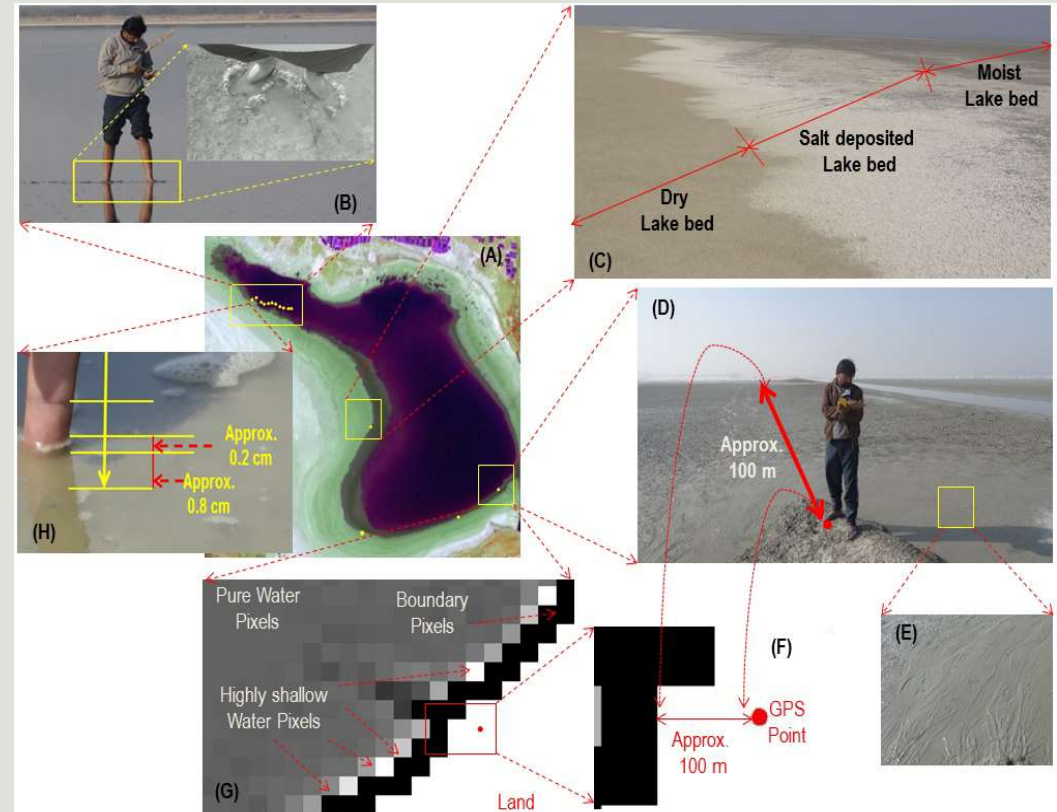 (B)
(A)
Moist
Lake bed
Salt deposited
Lake bed
Dry
Lake bed
(C)
(D)
Approx.
100 m
Approx.
0.2 cm
Approx.
0.8 cm
(H)
Pure Water
Pixels
Boundary
Pixels
Highly shallow
Water Pixels
(G)
Land
(F)
GPS
Point
Approx.
100 m
(E)